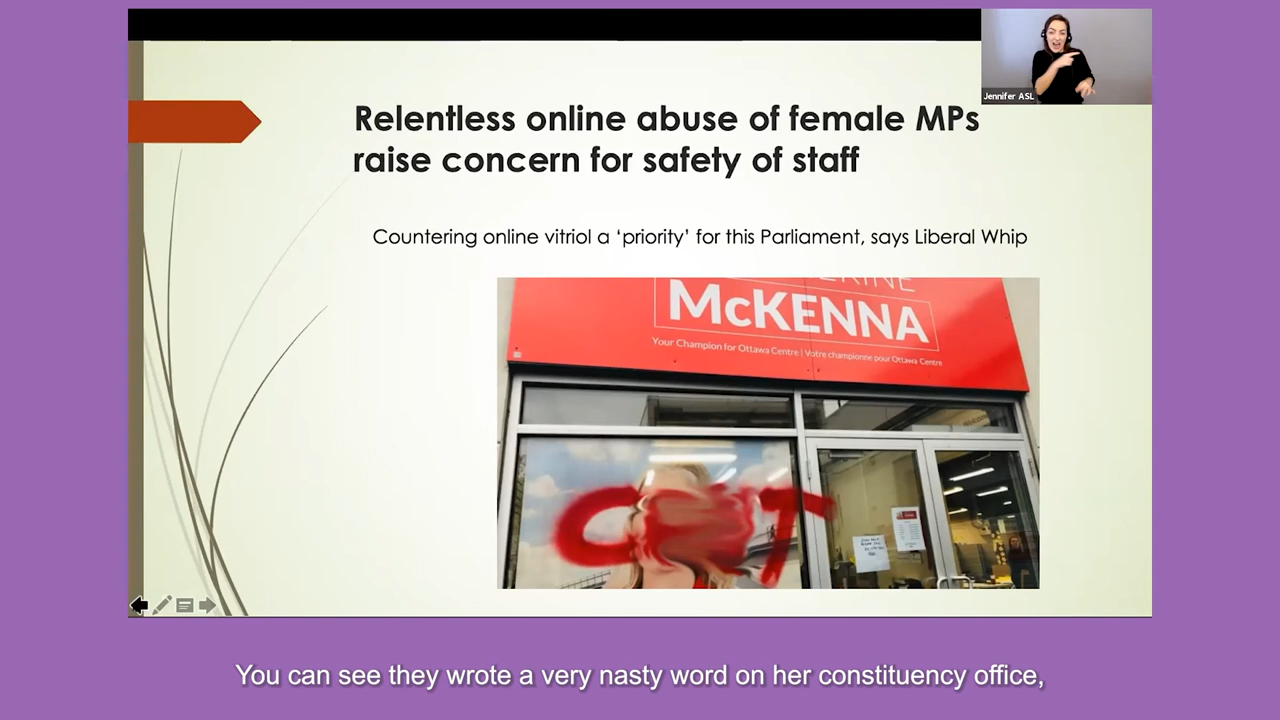 Jennifer ASL
Relentless online abuse of female MPs
raise concern for safety of staff
Countering online vitriol a ‘priority’ for this Parliament, says Liberal Whip
McKENNA
Your Champion for Ottawa Centre | Votre championne pour Ottawa Centre
You can see they wrote a very nasty word on her constituency office,